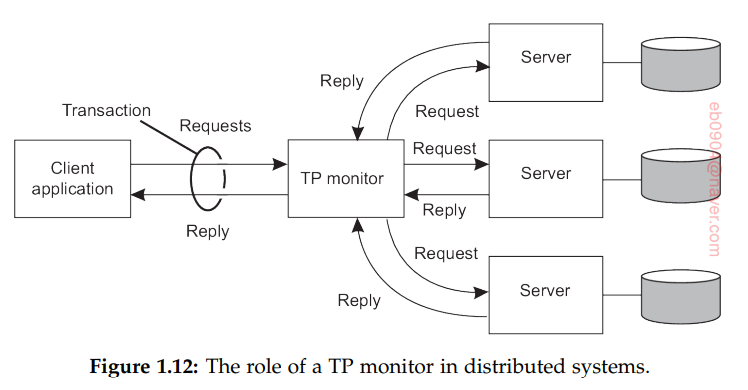 Server
Reply
Transaction
Request
Requests
Request
Client
application
TP monitor
Server
Reply
Reply
Request
Server
Reply
Figure 1.12: The role of a TP monitor in distributed systems.